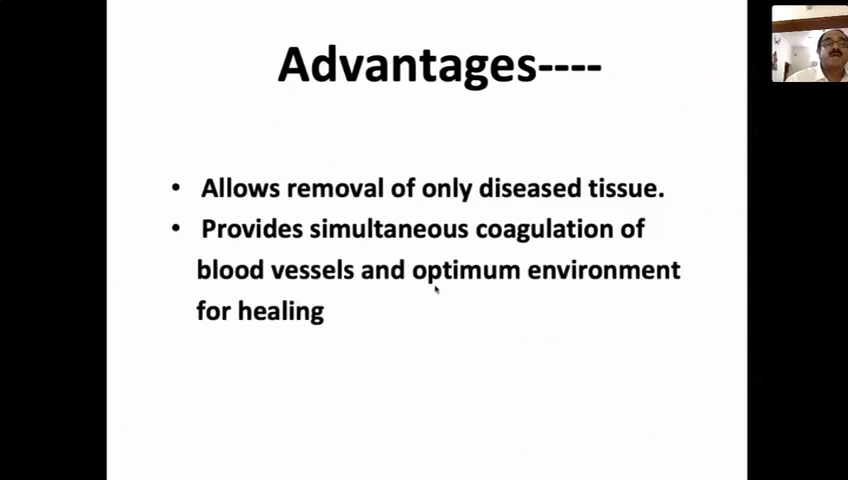 Advantages----
• Allows removal of only diseased tissue.
• Provides simultaneous coagulation of
blood vessels and optimum environment
for healing